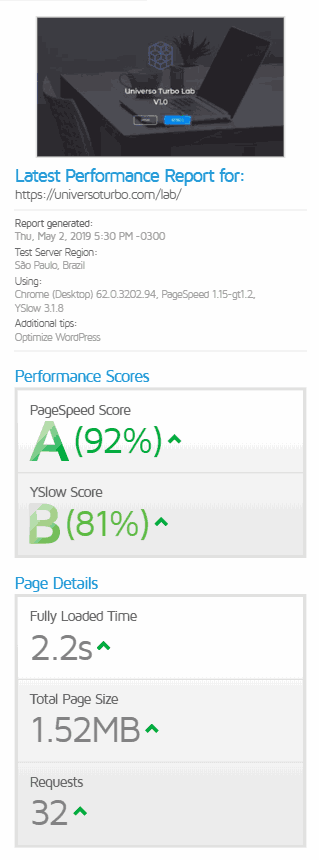 Universo Turbo Lab
V1.0
Latest Performance Report for:
https://universoturbo.com/lab/
Report generated:
Thu, May 2, 2019 5:30 PM -0300
Test Server Region:
São Paulo, Brazil
Using:
Chrome (Desktop) 62.0.3202.94, PageSpeed 1.15-gt1.2,
YSlow 3.1.8
Additional tips:
Optimize WordPress
Performance Scores
PageSpeed Score
A (92%)
YSlow Score
B (81%)
Page Details
Fully Loaded Time
2.2s
Total Page Size
1.52MB
Requests
32